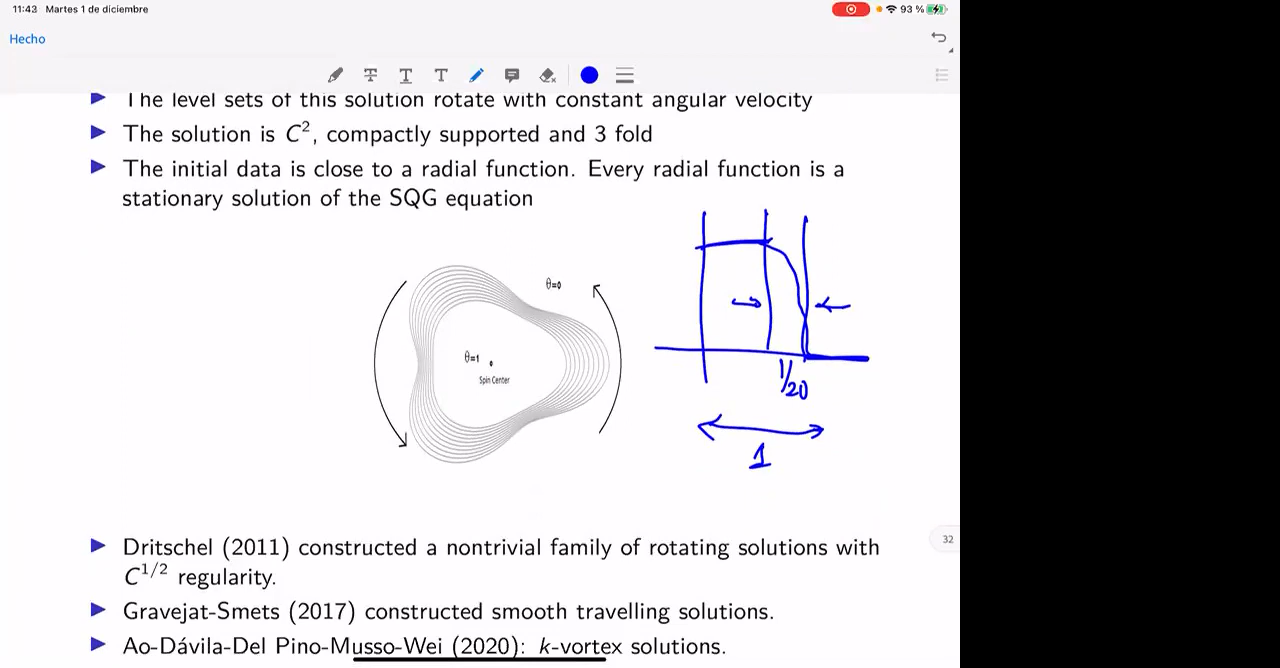 11:43 Martes 1 de diciembre
93 %
Hecho
▶ The level sets of this solution rotate with constant angular velocity
▶ The solution is C², compactly supported and 3 fold
▶ The initial data is close to a radial function. Every radial function is a
stationary solution of the SQG equation
θ=0
θ=1
Spin Center
1/20
1
32
▶ Dritschel (2011) constructed a nontrivial family of rotating solutions with
C^{1/2} regularity.
▶ Gravejat-Smets (2017) constructed smooth travelling solutions.
▶ Ao-Dávila-Del Pino-Musso-Wei (2020): k-vortex solutions.